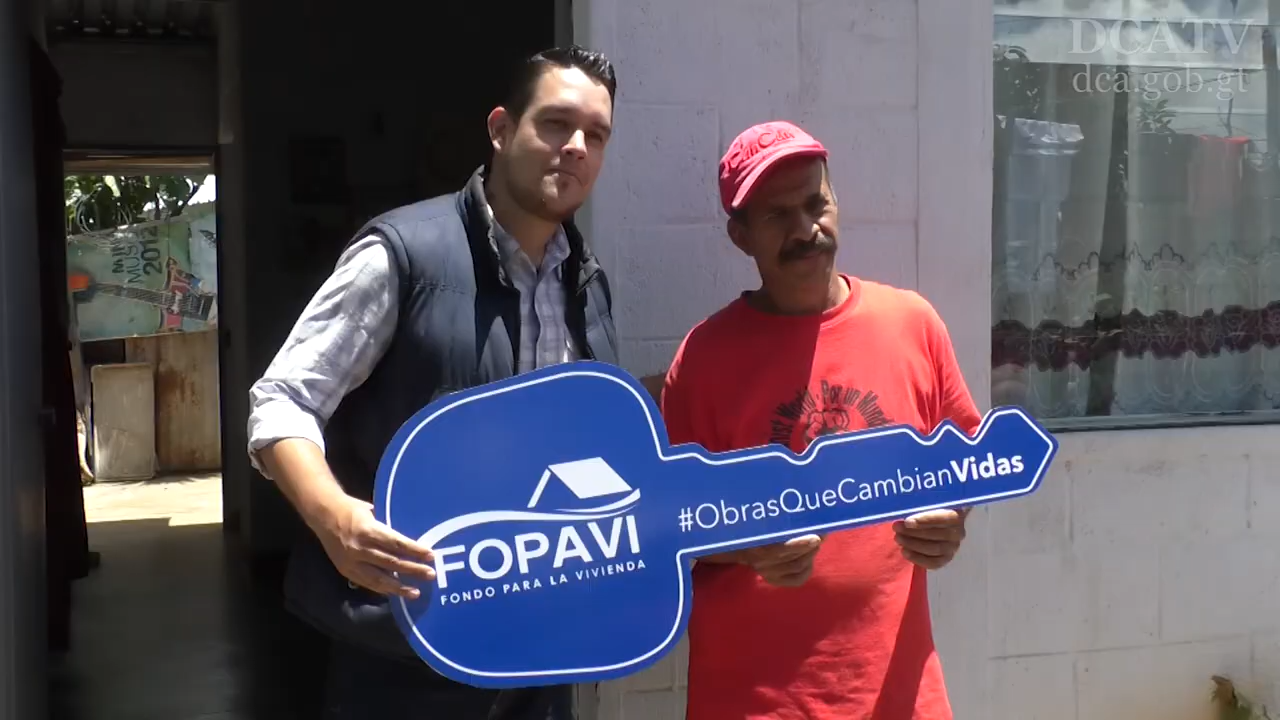 DCATV
dca.gob.gt
FOPAVI
FONDO PARA LA VIVIENDA
#ObrasQueCambianVidas